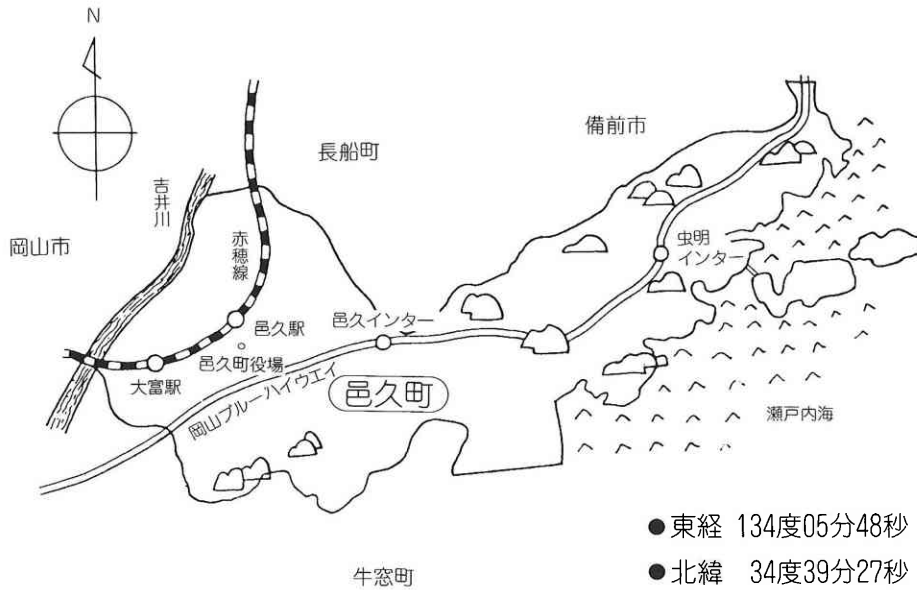 N
長船町
備前市
吉井川
岡山市
赤穂線
虫明
インター
邑久駅
邑久インター
邑久町役場
大富駅
岡山ブルーハイウエイ
邑久町
瀬戸内海
●東経 134度05分48秒
●北緯 34度39分27秒
牛窓町